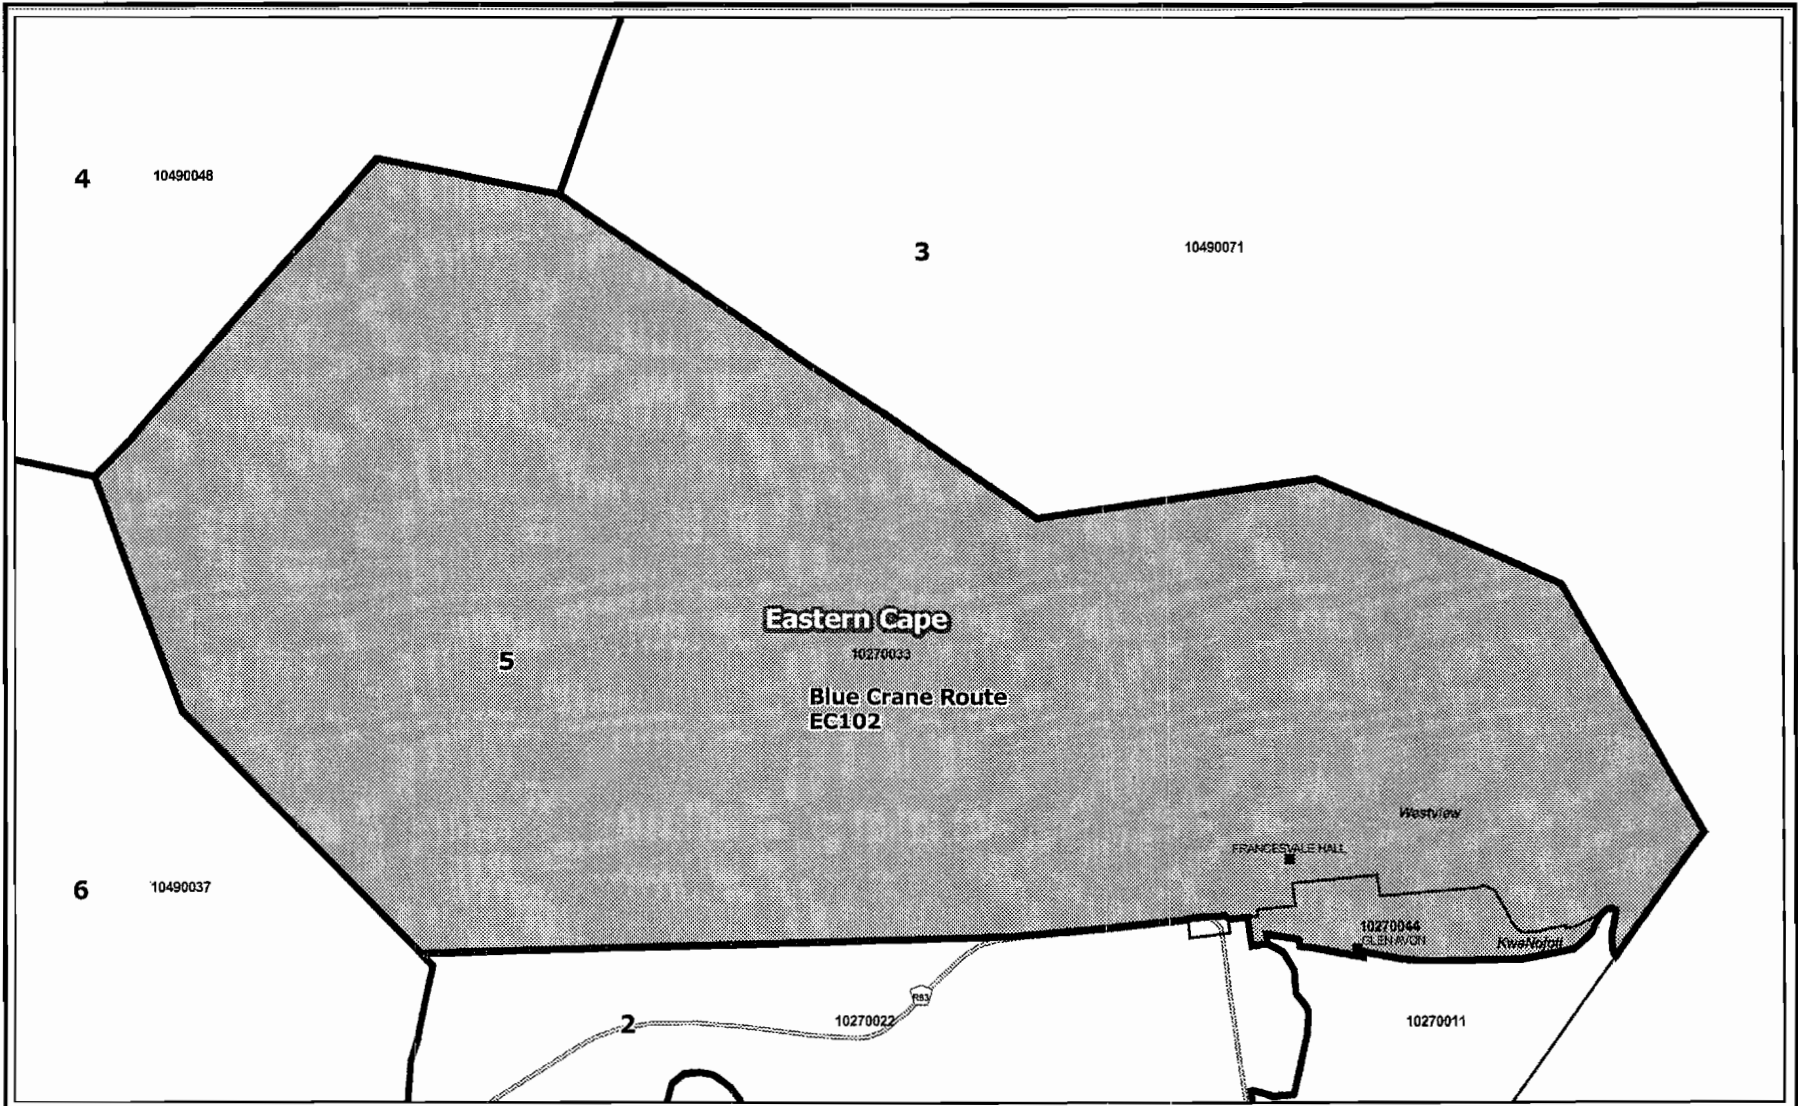 4
10490048
3
10490071
Eastern Cape
10270033
5
Blue Crane Route
EC102
Westview
FRANCESVALE HALL
6
10490037
10270044
GLEN AVON
KwaNojoli
R63
2
10270022
10270011